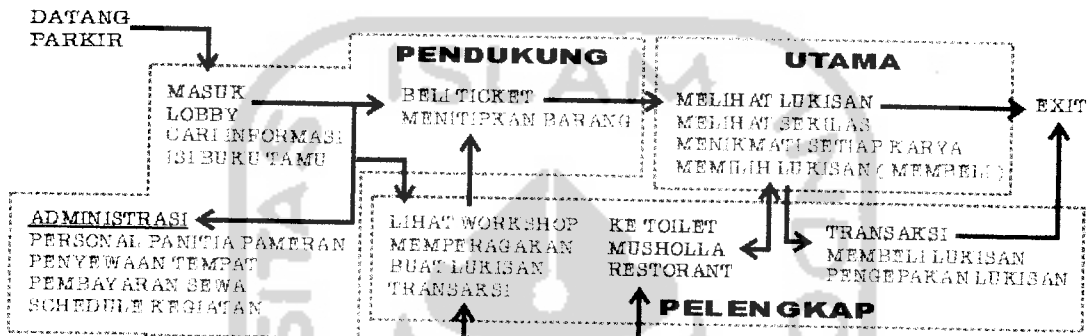 DATANG
PARKIR
PENDUKUNG
UTAMA
MASUK
LOBBY
CARI INFORMASI
ISI BUKU TAMU
BELI TICKET
MENITIPKAN BARANG
MELIHAT LUKISAN
MELIHAT SEKILAS
MENIKMATI SETIAP KARYA
MEMILIH LUKISAN ( MEMBELI )
EXIT
ADMINISTRASI
PERSONAL PANITIA PAMERAN
PENYEWAAN TEMPAT
PEMBAYARAN SEWA
SCHEDULE KEGIATAN
LIHAT WORKSHOP
MEMPERAGAKAN
BUAT LUKISAN
TRANSAKSI
KE TOILET
MUSHOLLA
RESTORANT
TRANSAKSI
MEMBELI LUKISAN
PENGEPAKAN LUKISAN
PELENGKAP
ISLAM